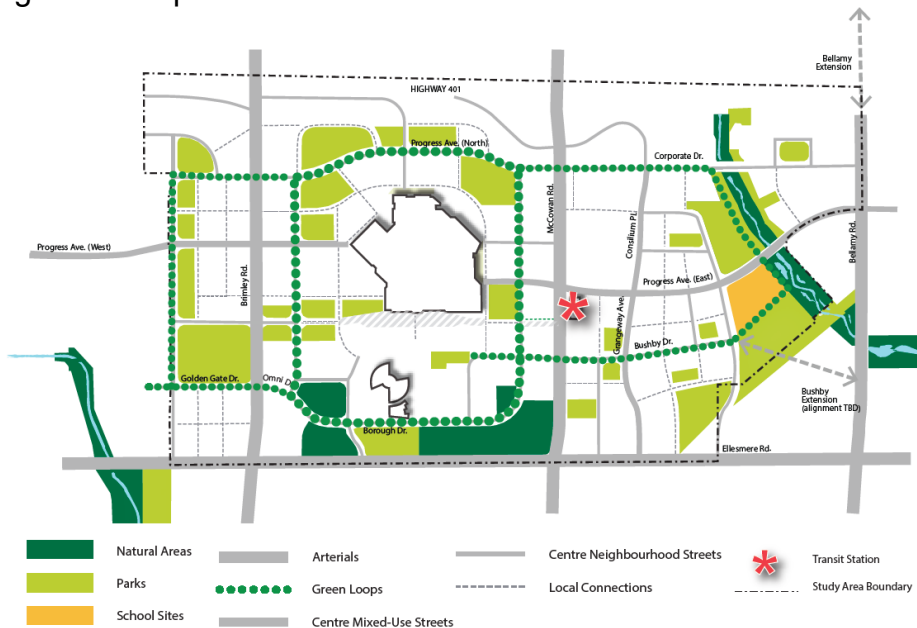 Bellamy
Extension
HIGHWAY 401
Progress Ave. (North)
Corporate Dr.
McCowan Rd.
Consilium Pl.
Bellamy Rd.
Progress Ave. (West)
Brimley Rd.
Progress Ave. (East)
Grangeway Ave.
Bushby Dr.
Golden Gate Dr.
Omni D
Bushby
Extension
(alignment TBD)
Borough Dr.
Ellesmere Rd.
Natural Areas
Parks
School Sites
Arterials
Green Loops
Centre Mixed-Use Streets
Centre Neighbourhood Streets
Local Connections
Transit Station
Study Area Boundary